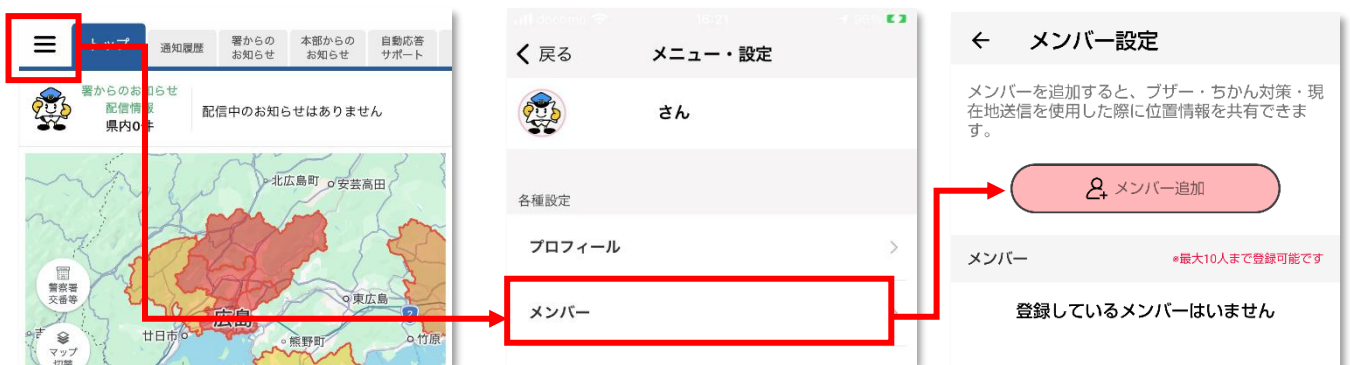 トップ
通知履歴
署からの
お知らせ
本部からの
お知らせ
自動応答
サポート
署からのお知らせ
配信情報
県内0件
配信中のお知らせはありません
北広島町
安芸高田
警察署
交番等
東広島
広島
2
廿日市
熊野町
竹原
マップ
切替
16:21
戻る
メニュー・設定
さん
各種設定
プロフィール
メンバー
メンバー設定
メンバーを追加すると、ブザー・ちかん対策・現
在地送信を使用した際に位置情報を共有できま
す。
メンバー追加
メンバー
*最大10人まで登録可能です
登録しているメンバーはいません